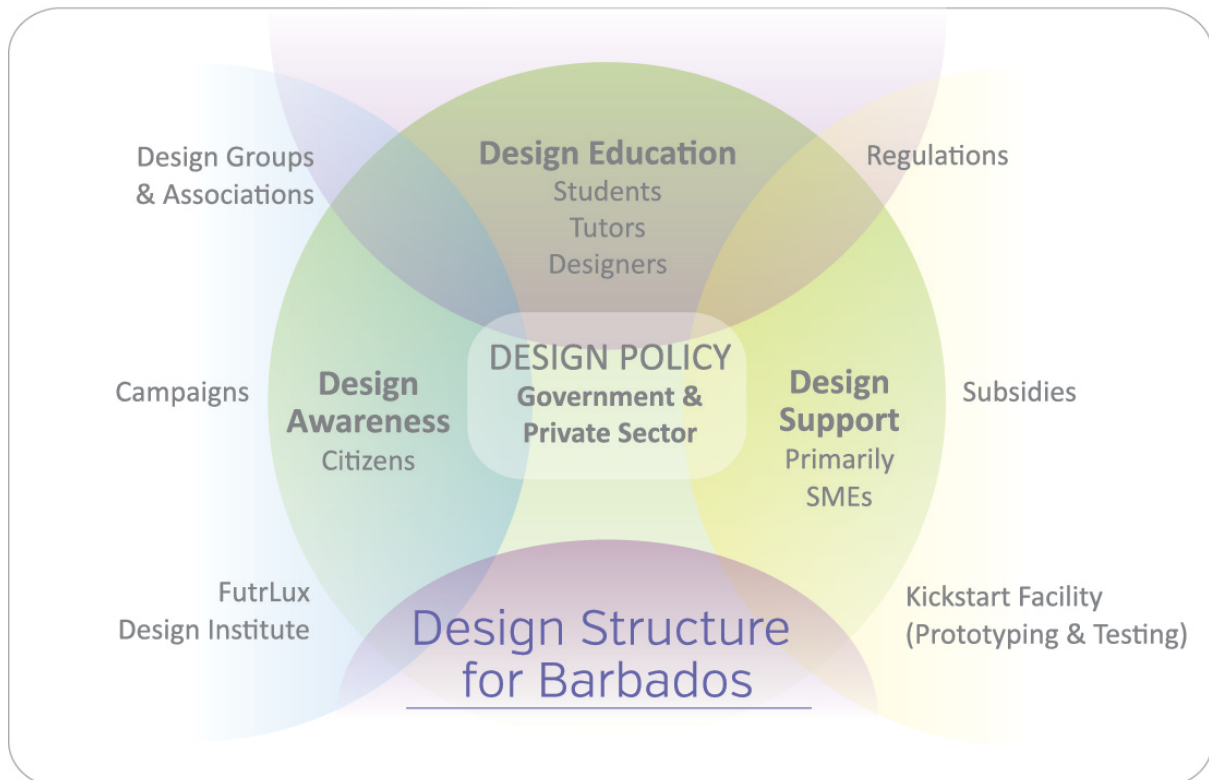 Design Groups
& Associations
Design Education
Students
Tutors
Designers
Regulations
Campaigns
Design
Awareness
Citizens
DESIGN POLICY
Government &
Private Sector
Design
Support
Primarily
SMEs
Subsidies
FutrLux
Design Institute
Design Structure
for Barbados
Kickstart Facility
(Prototyping & Testing)